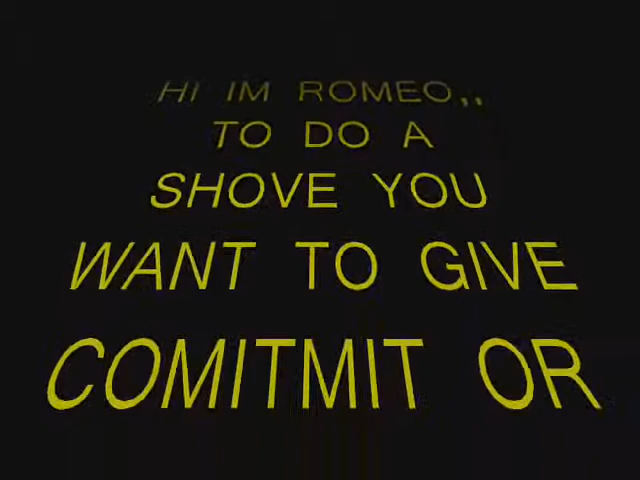 HI IM ROMEO,,
TO DO A
SHOVE YOU
WANT TO GIVE
COMITMIT OR